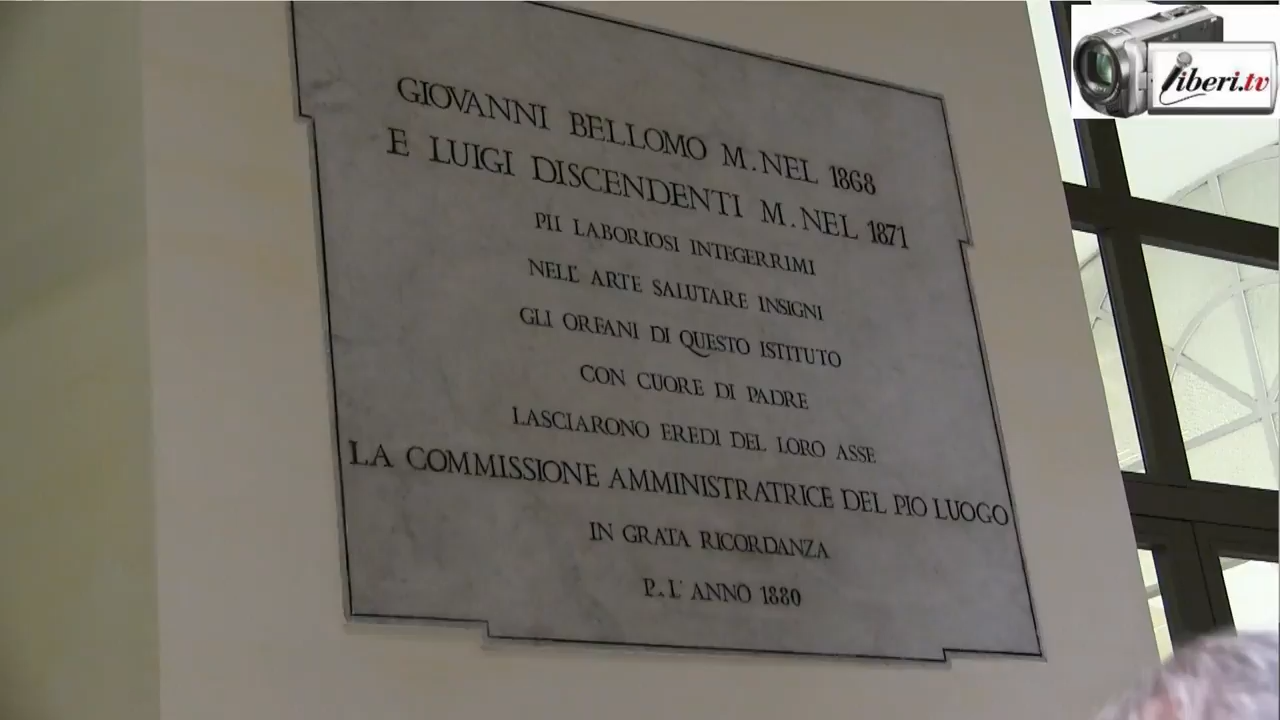 GIOVANNI BELLOMO M. NEL 1868
E LUIGI DISCENDENTI M. NEL 1871
PII LABORIOSI INTEGERRIMI
NELL' ARTE SALUTARE INSIGNI
GLI ORFANI DI QUESTO ISTITUTO
CON CUORE DI PADRE
LASCIARONO EREDI DEL LORO ASSE
LA COMMISSIONE AMMINISTRATRICE DEL PIO LUOGO
IN GRATA RICORDANZA
P. L' ANNO 1880
liberi.tv